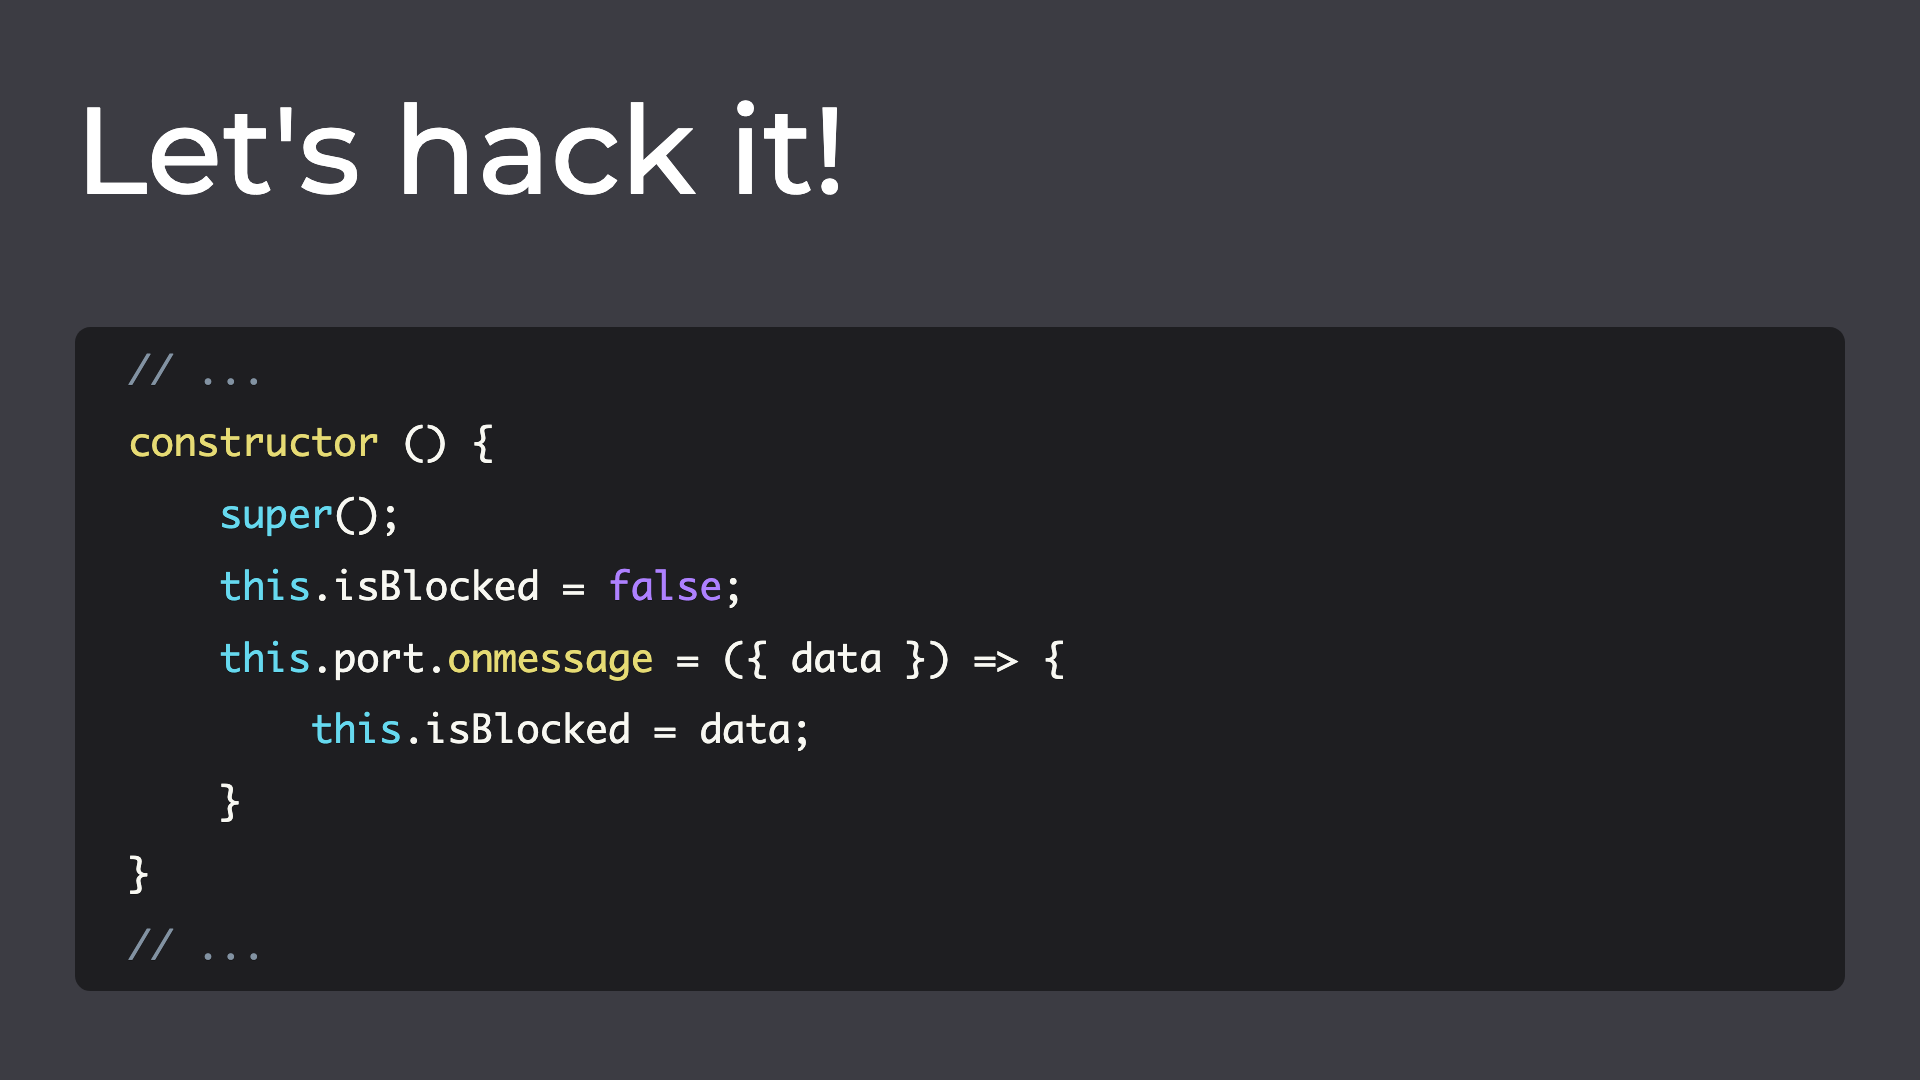 Let's hack it!
// ...
constructor () {
    super();
    this.isBlocked = false;
    this.port.onmessage = ({ data }) => {
        this.isBlocked = data;
    }
}
// ...